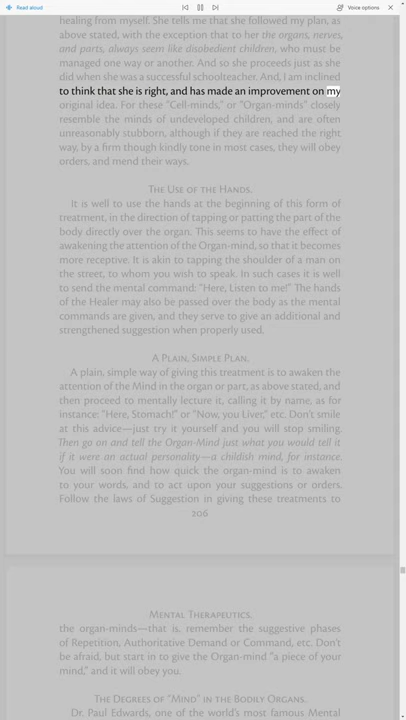 Read aloud
Voice options
healing from myself. She tells me that she followed my plan, as
above stated, with the exception that to her the organs, nerves,
and parts, always seem like disobedient children, who must be
managed one way or another. And so she proceeds just as she
did when she was a successful schoolteacher. And, I am inclined
to think that she is right, and has made an improvement on my
original idea. For these "Cell-minds," or "Organ-minds" closely
resemble the minds of undeveloped children, and are often
unreasonably stubborn, although if they are reached the right
way, by a firm though kindly tone in most cases, they will obey
orders, and mend their ways.
The Use of the Hands.
It is well to use the hands at the beginning of this form of
treatment, in the direction of tapping or patting the part of the
body directly over the organ. This seems to have the effect of
awakening the attention of the Organ-mind, so that it becomes
more receptive. It is akin to tapping the shoulder of a man on
the street, to whom you wish to speak. In such cases it is well
to send the mental command: "Here, Listen to me!" The hands
of the Healer may also be passed over the body as the mental
commands are given, and they serve to give an additional and
strengthened suggestion when properly used.
A Plain, Simple Plan.
A plain, simple way of giving this treatment is to awaken the
attention of the Mind in the organ or part, as above stated, and
then proceed to mentally lecture it, calling it by name, as for
instance: "Here, Stomach!" or "Now, you Liver," etc. Don't smile
at this advice—just try it yourself and you will stop smiling.
Then go on and tell the Organ-Mind just what you would tell it
if it were an actual personality—a childish mind, for instance.
You will soon find how quick the organ-mind is to awaken
to your words, and to act upon your suggestions or orders.
Follow the laws of Suggestion in giving these treatments to
206
Mental Therapeutics.
the organ-minds—that is, remember the suggestive phases
of Repetition, Authoritative Demand or Command, etc. Don't
be afraid, but start in to give the Organ-mind "a piece of your
mind," and it will obey you.
The Degrees of "Mind" in the Bodily Organs.
Dr. Paul Edwards, one of the world's most famous Mental